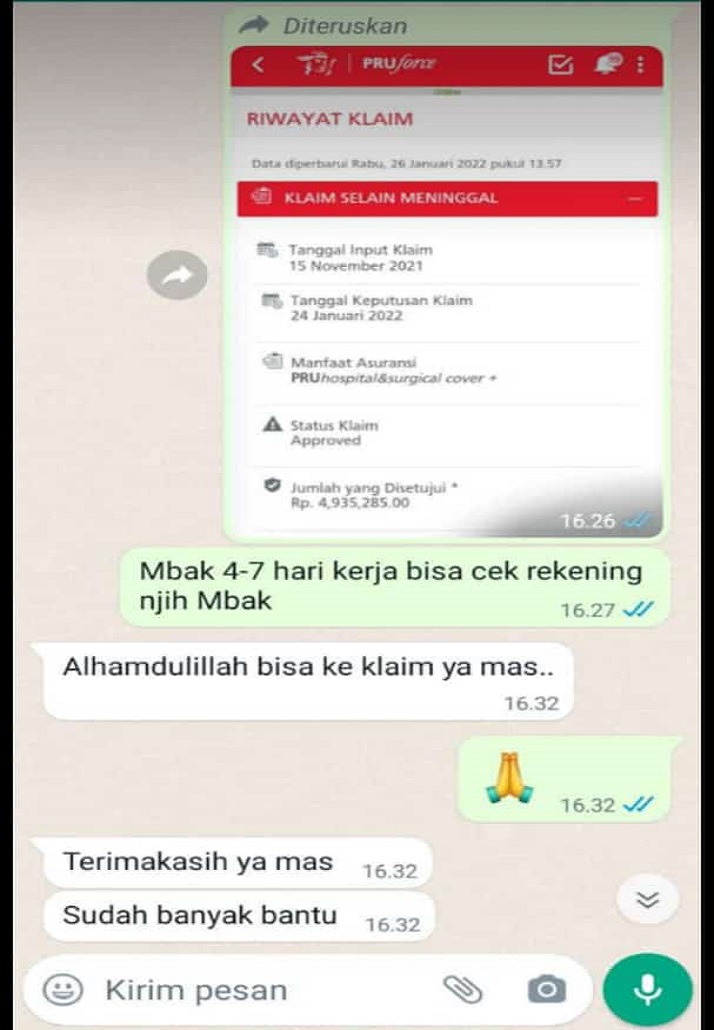 Diteruskan
PRUforce
RIWAYAT KLAIM
Data diperbarui Rabu, 26 Januari 2022 pukul 13.57
KLAIM SELAIN MENINGGAL
Tanggal Input Klaim
15 November 2021
Tanggal Keputusan Klaim
24 Januari 2022
Manfaat Asuransi
PRUhospital&surgical cover +
Status Klaim
Approved
Jumlah yang Disetujui *
Rp. 4,935,285.00
16.26
Mbak 4-7 hari kerja bisa cek rekening
njih Mbak
16.27
Alhamdulillah bisa ke klaim ya mas..
16.32
🙏 16.32
Terimakasih ya mas 16.32
Sudah banyak bantu 16.32
Kirim pesan